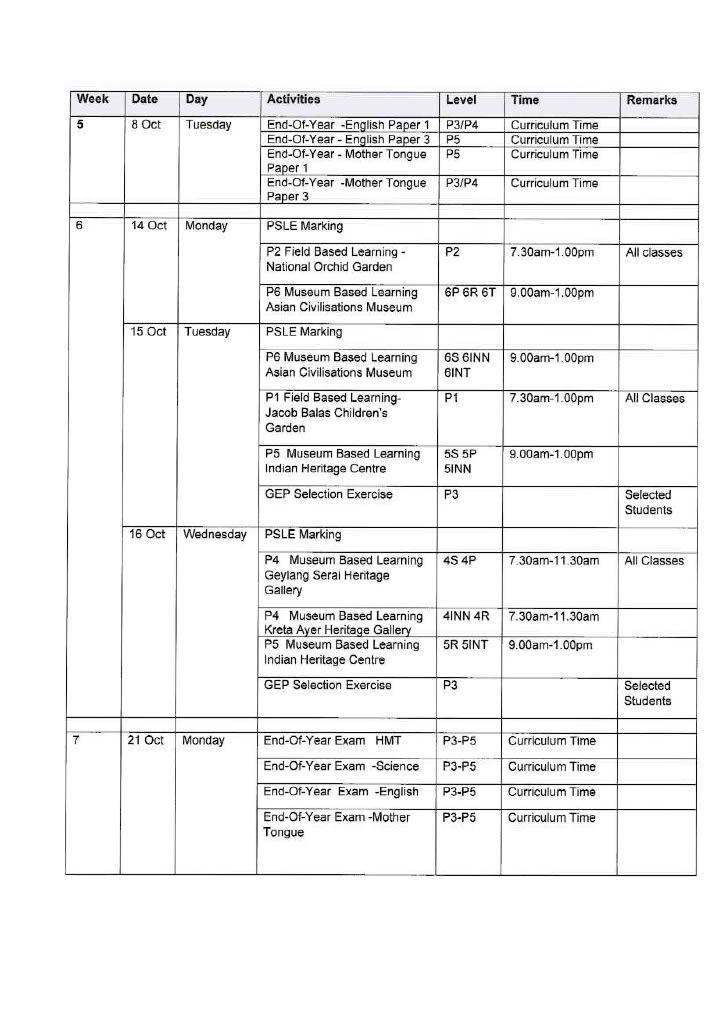 Week Date Day Activities Level Time Remarks
5 8 Oct Tuesday End-Of-Year -English Paper 1 P3/P4 Curriculum Time
End-Of-Year - English Paper 3 P5 Curriculum Time
End-Of-Year - Mother Tongue P5 Curriculum Time
Paper 1
End-Of-Year -Mother Tongue P3/P4 Curriculum Time
Paper 3
6 14 Oct Monday PSLE Marking
P2 Field Based Learning - P2 7.30am-1.00pm All classes
National Orchid Garden
P6 Museum Based Learning 6P 6R 6T 9.00am-1.00pm
Asian Civilisations Museum
15 Oct Tuesday PSLE Marking
P6 Museum Based Learning 6S 6INN 9.00am-1.00pm
Asian Civilisations Museum 6INT
P1 Field Based Learning- P1 7.30am-1.00pm All Classes
Jacob Balas Children's
Garden
P5 Museum Based Learning 5S 5P 9.00am-1.00pm
Indian Heritage Centre 5INN
GEP Selection Exercise P3 Selected
Students
16 Oct Wednesday PSLE Marking
P4 Museum Based Learning 4S 4P 7.30am-11.30am All Classes
Geylang Serai Heritage
Gallery
P4 Museum Based Learning 4INN 4R 7.30am-11.30am
Kreta Ayer Heritage Gallery
P5 Museum Based Learning 5R 5INT 9.00am-1.00pm
Indian Heritage Centre
GEP Selection Exercise P3 Selected
Students
7 21 Oct Monday End-Of-Year Exam HMT P3-P5 Curriculum Time
End-Of-Year Exam -Science P3-P5 Curriculum Time
End-Of-Year Exam -English P3-P5 Curriculum Time
End-Of-Year Exam -Mother P3-P5 Curriculum Time
Tongue